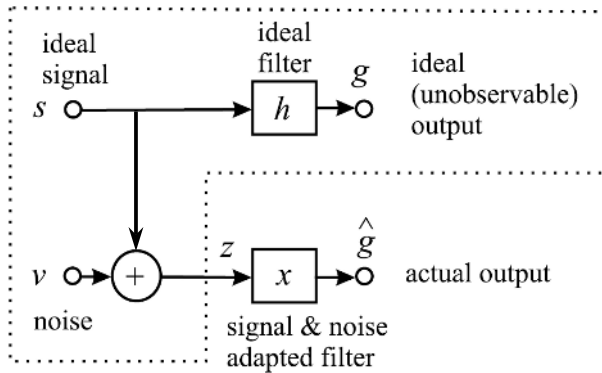 ideal
signal
s
ideal
filter
h
g
ideal
(unobservable)
output
v
noise
+
z
x
signal & noise
adapted filter
ĝ
actual output